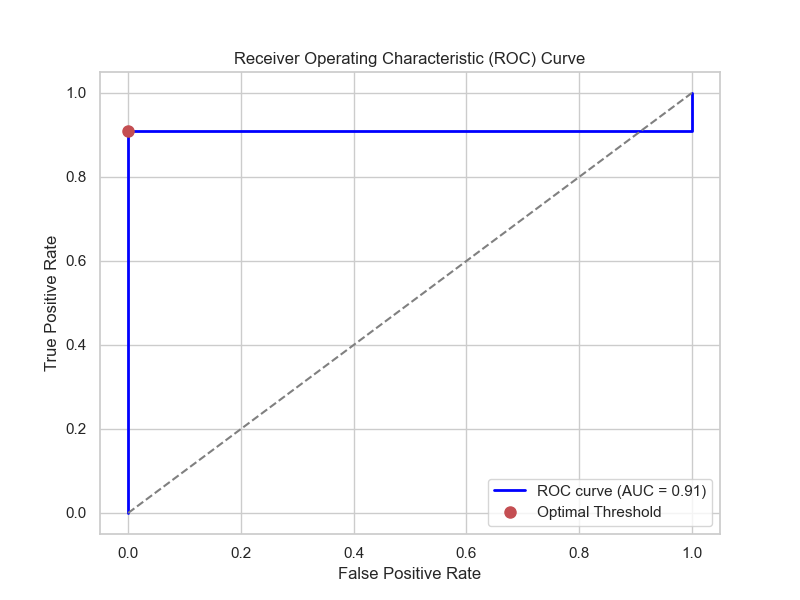 Receiver Operating Characteristic (ROC) Curve
1.0
0.8
0.6
0.4
0.2
0.0
True Positive Rate
0.0 0.2 0.4 0.6 0.8 1.0
False Positive Rate
ROC curve (AUC = 0.91)
Optimal Threshold